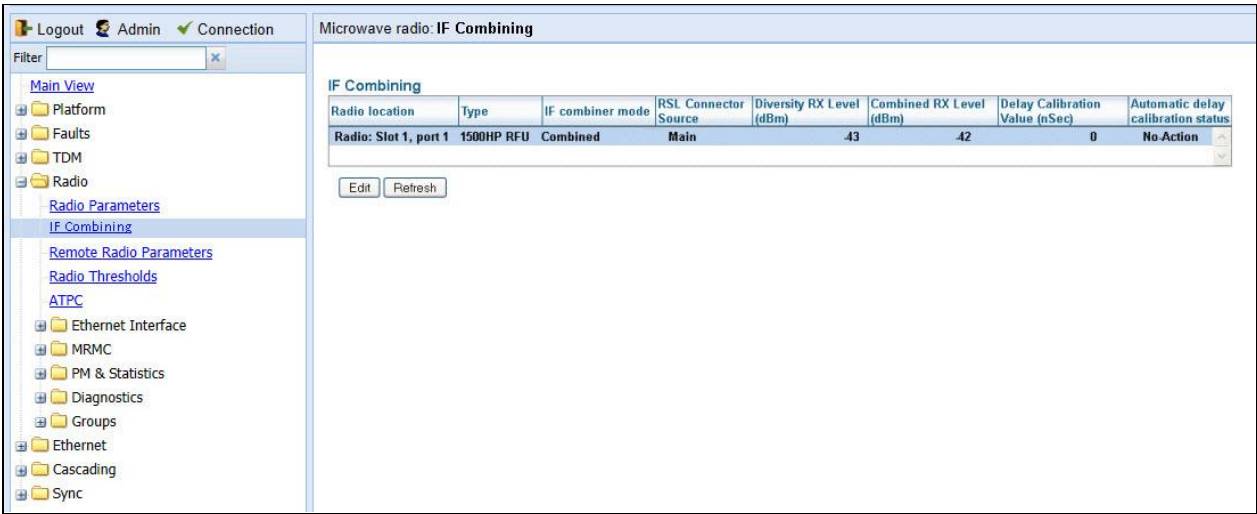 Logout Admin Connection
Filter
Main View
Platform
Faults
TDM
Radio
Radio Parameters
IF Combining
Remote Radio Parameters
Radio Thresholds
ATPC
Ethernet Interface
MRMC
PM & Statistics
Diagnostics
Groups
Ethernet
Cascading
Sync
Microwave radio: IF Combining
IF Combining
Radio location Type IF combiner mode RSL Connector Source Diversity RX Level (dBm) Combined RX Level (dBm) Delay Calibration Value (nSec) Automatic delay calibration status
Radio: Slot 1, port 1 1500HP RFU Combined Main -43 -42 0 No-Action
Edit Refresh